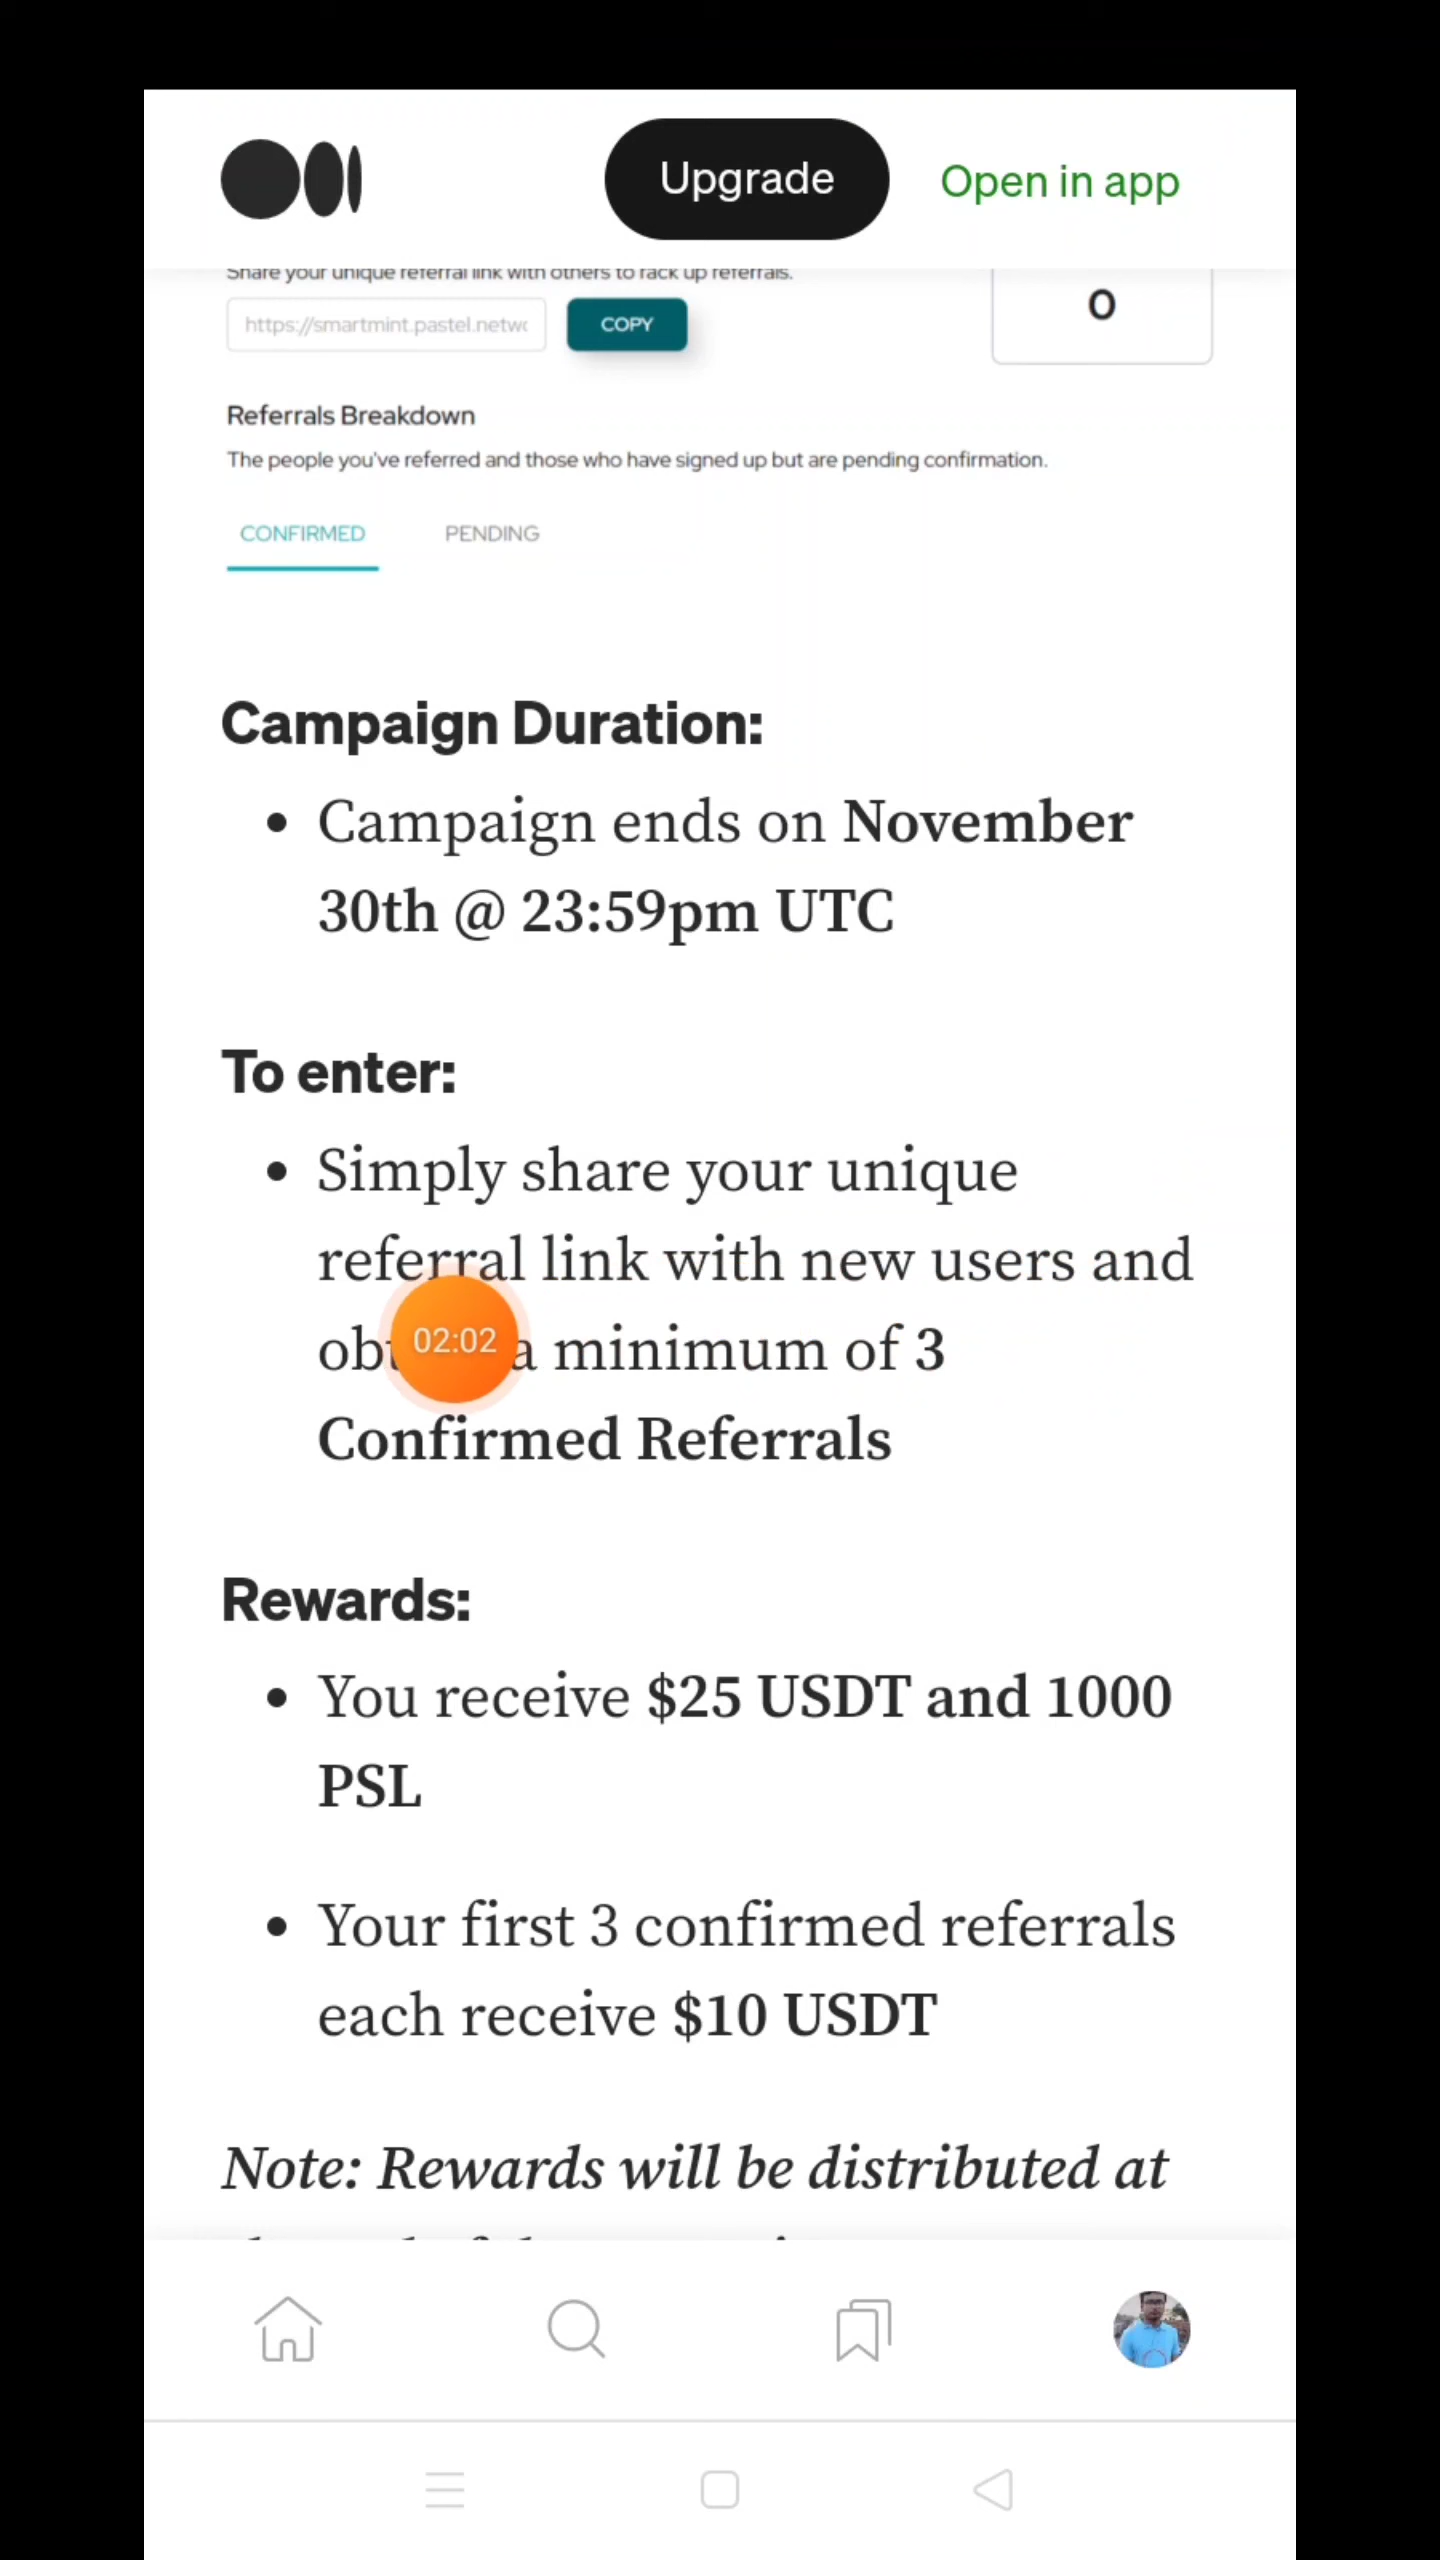 Upgrade
Open in app
Share your unique referral link with others to rack up referrals.
https://smartmint.pastel.netwo
COPY
0
Referrals Breakdown
The people you've referred and those who have signed up but are pending confirmation.
CONFIRMED
PENDING
Campaign Duration:
• Campaign ends on November
30th @ 23:59pm UTC
To enter:
• Simply share your unique
referral link with new users and
02:02
a minimum of 3
Confirmed Referrals
Rewards:
• You receive $25 USDT and 1000
PSL
• Your first 3 confirmed referrals
each receive $10 USDT
Note: Rewards will be distributed at